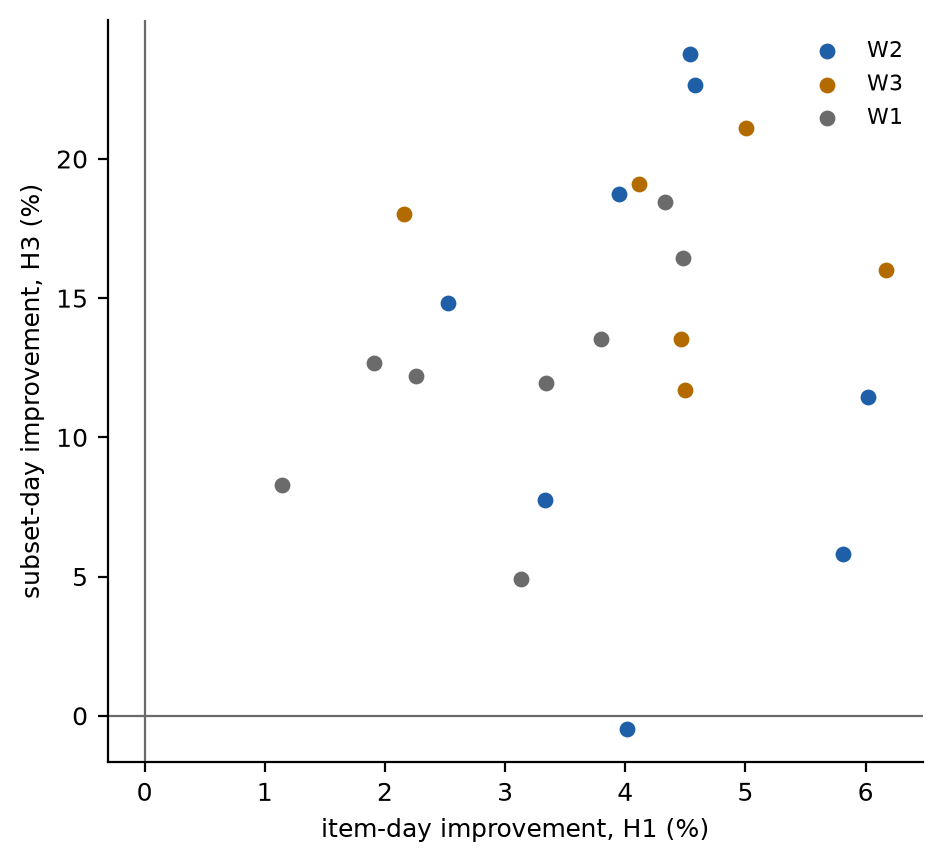 W2
W3
W1
20
15
10
5
0
0 1 2 3 4 5 6
subset-day improvement, H3 (%)
item-day improvement, H1 (%)